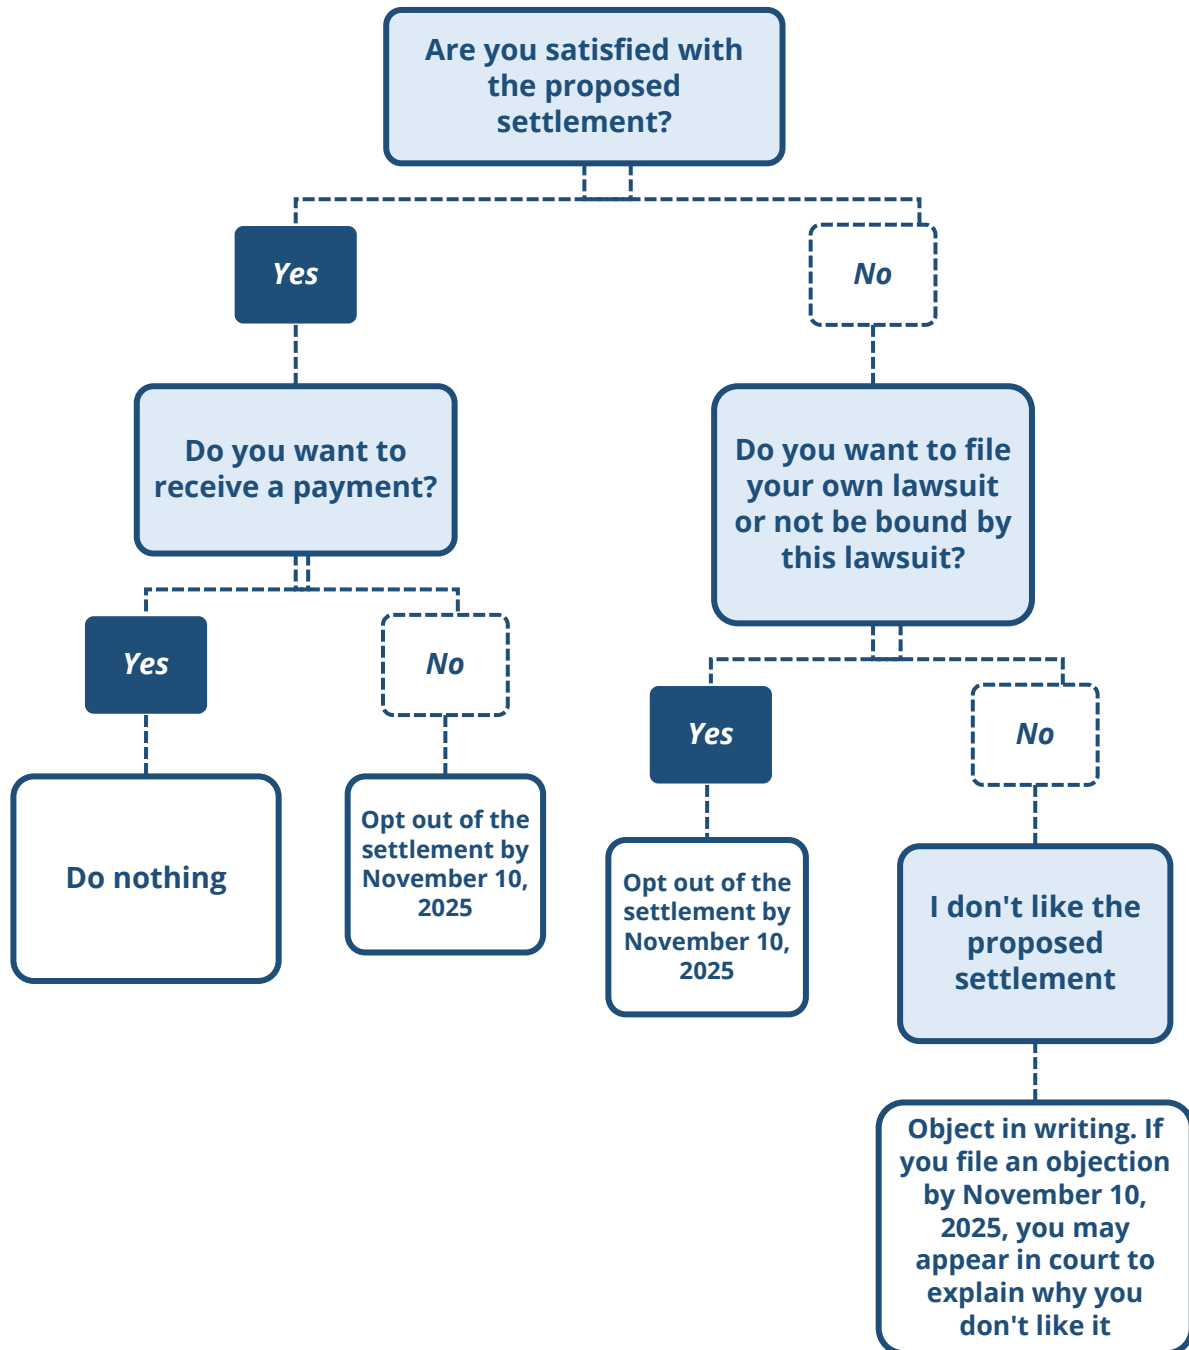 Are you satisfied with
the proposed
settlement?
Yes
No
Do you want to
receive a payment?
Do you want to file
your own lawsuit
or not be bound by
this lawsuit?
Yes
No
Yes
No
Do nothing
Opt out of the
settlement by
November 10,
2025
Opt out of the
settlement by
November 10,
2025
I don't like the
proposed
settlement
Object in writing. If
you file an objection
by November 10,
2025, you may
appear in court to
explain why you
don't like it